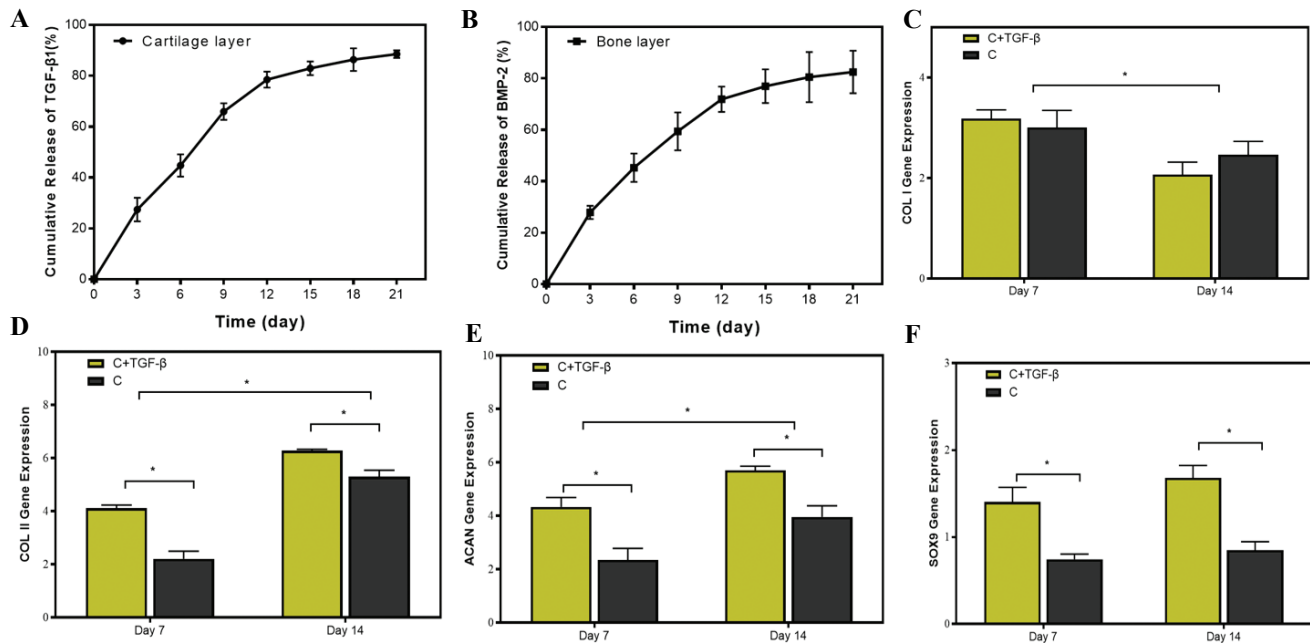 A
Cumulative Release of TGF-β1(%)
100
80
60
40
20
0
Cartilage layer
0 3 6 9 12 15 18 21
Time (day)
B
Cumulative Release of BMP-2 (%)
100
80
60
40
20
0
Bone layer
0 3 6 9 12 15 18 21
Time (day)
C
COL I Gene Expression
4
2
0
C+TGF-β
C
*
Day 7 Day 14
D
COL II Gene Expression
10
8
6
4
2
0
C+TGF-β
C
*
*
*
Day 7 Day 14
E
ACAN Gene Expression
10
8
6
4
2
0
C+TGF-β
C
*
*
*
Day 7 Day 14
F
SOX9 Gene Expression
3
2
1
0
C+TGF-β
C
*
*
Day 7 Day 14